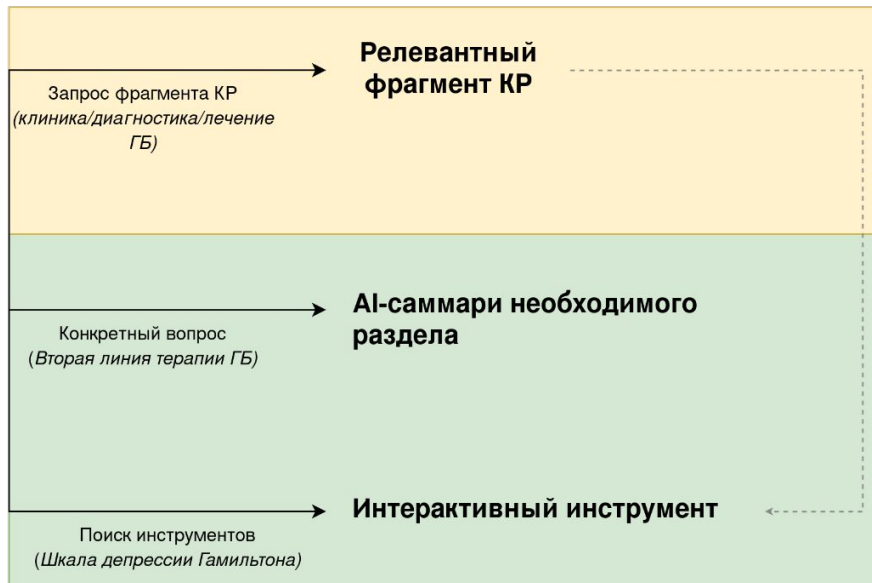 Релевантный
фрагмент КР
Запрос фрагмента КР
(клиника/диагностика/лечение
ГБ)
AI-саммари необходимого
раздела
Конкретный вопрос
(Вторая линия терапии ГБ)
Интерактивный инструмент
Поиск инструментов
(Шкала депрессии Гамильтона)